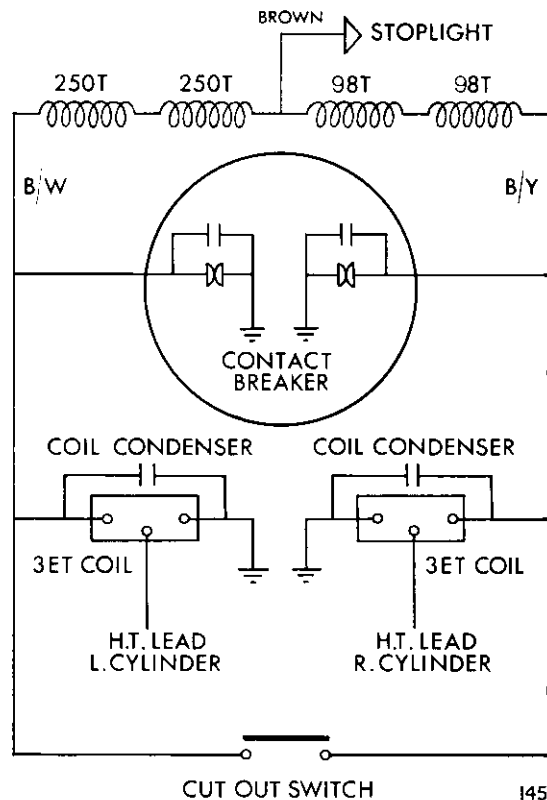 BROWN
STOPLIGHT
250T 250T 98T 98T
B/W B/Y
CONTACT
BREAKER
COIL CONDENSER COIL CONDENSER
3ET COIL 3ET COIL
H.T. LEAD
L. CYLINDER
H.T. LEAD
R. CYLINDER
CUT OUT SWITCH
145